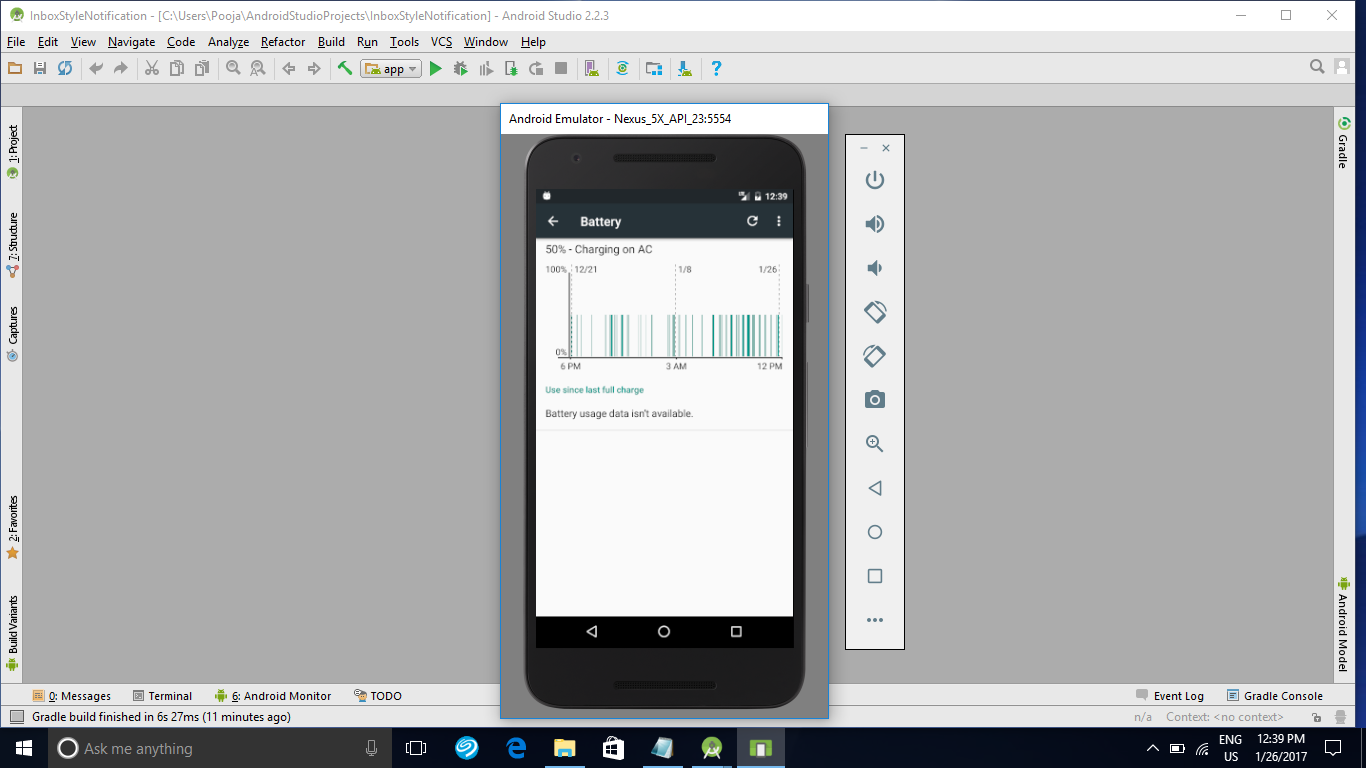 InboxStyleNotification - [C:\Users\Pooja\AndroidStudioProjects\InboxStyleNotification] - Android Studio 2.2.3
File Edit View Navigate Code Analyze Refactor Build Run Tools VCS Window Help
app
1: Project
7: Structure
Captures
2: Favorites
Build Variants
Android Emulator - Nexus_5X_API_23:5554
12:39
Battery
50% - Charging on AC
100% 12/21 1/8 1/26
0%
6 PM 3 AM 12 PM
Use since last full charge
Battery usage data isn't available.
Gradle
Android Model
0: Messages Terminal 6: Android Monitor TODO Event Log Gradle Console
Gradle build finished in 6s 27ms (11 minutes ago) n/a Context: <no context>
Ask me anything
ENG 12:39 PM
US 1/26/2017